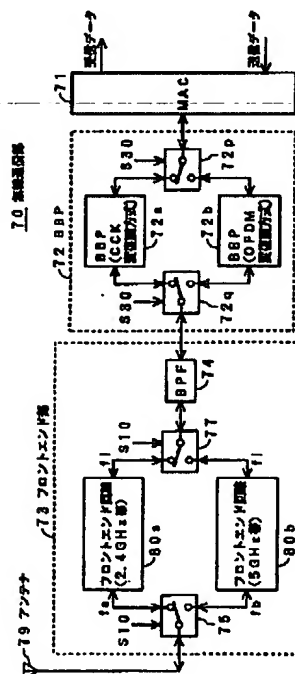 70 無線通信部
受信データ
送信データ
71
MAC
72 BBP
S30
72p
BBP
(CCK
変復調方式)
72a
BBP
(OFDM
変復調方式)
72b
S30
72q
73 フロントエンド部
BPF
74
S10
77
fi
fi
フロントエンド回路
(2.4GHz帯)
80a
フロントエンド回路
(5GHz帯)
80b
fa
fb
S10
75
79 アンテナ